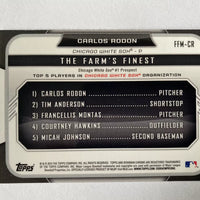 CARLOS RODON
CHICAGO WHITE SOX® - P
FFM-CR
THE FARM'S FINEST
Chicago White Sox® #1 Prospect
TOP 5 PLAYERS IN CHICAGO WHITE SOX® ORGANIZATION
1) CARLOS RODON PITCHER
2) TIM ANDERSON SHORTSTOP
3) FRANCELLIS MONTAS PITCHER
4) COURTNEY HAWKINS OUTFIELDER
5) MICAH JOHNSON SECOND BASEMAN
Topps